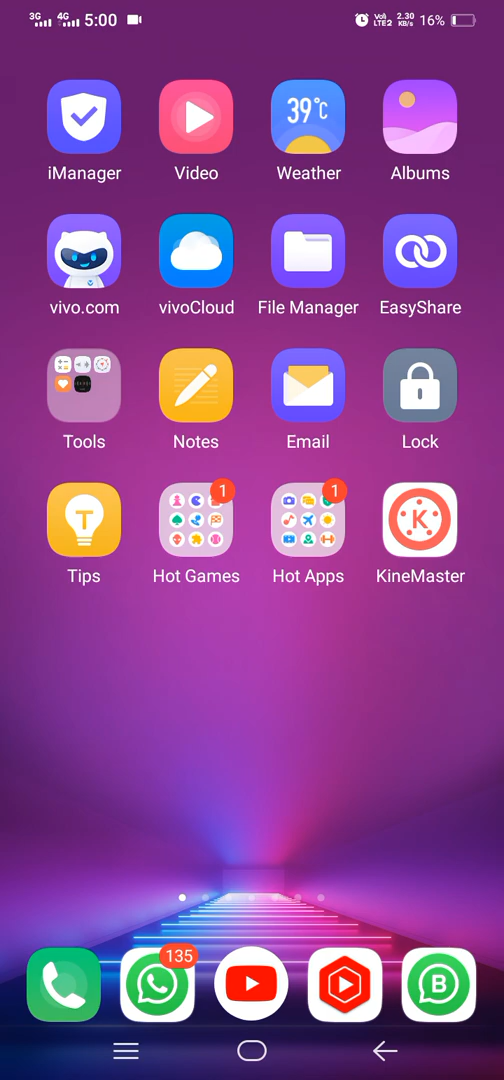 3G 4G 5:00 VoLTE2 2.30 KB/s 16%
39°C
iManager Video Weather Albums
vivo.com vivoCloud File Manager EasyShare
Tools Notes Email Lock
T 1 1 K
Tips Hot Games Hot Apps KineMaster
135
B